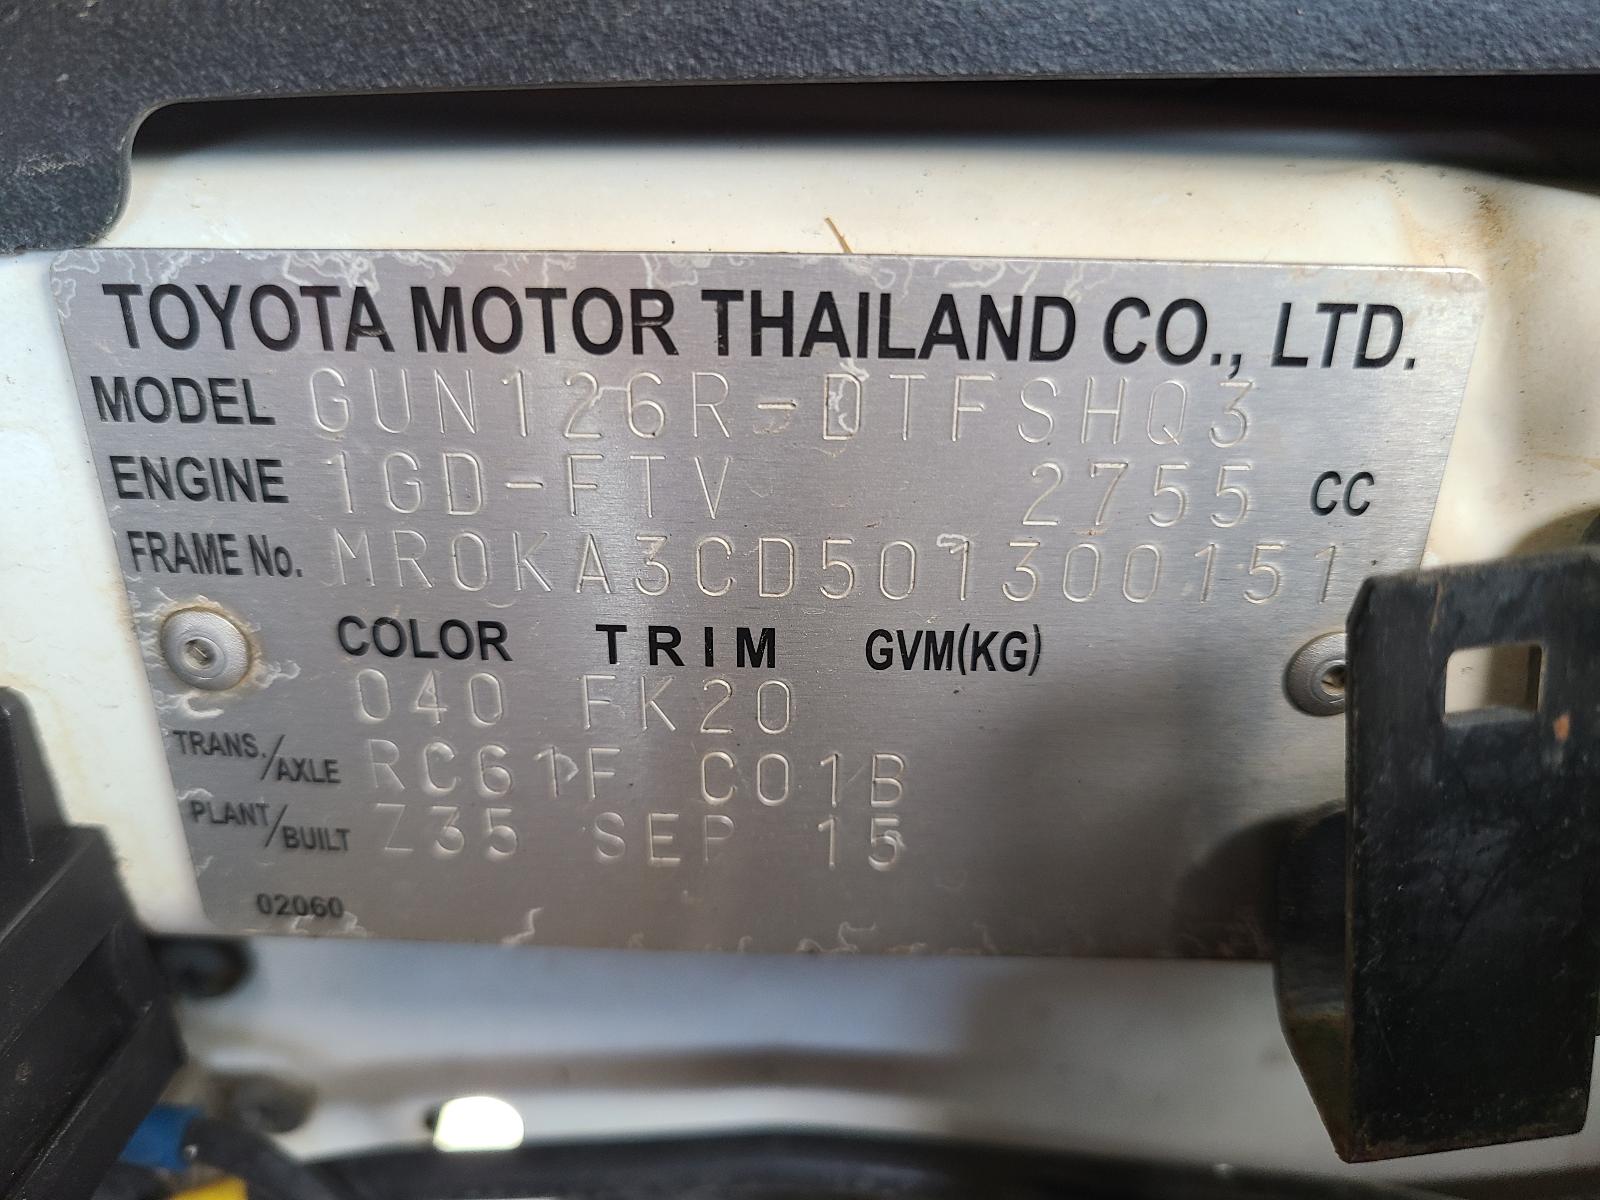 TOYOTA MOTOR THAILAND CO., LTD.
MODEL GUN126R-DTFSHQ3
ENGINE 1GD-FTV 2755 CC
FRAME No. MR0KA3CD501300151
COLOR TRIM GVM(KG)
040 FK20
TRANS./AXLE RC61F C01B
PLANT/BUILT Z35 SEP 15
02060